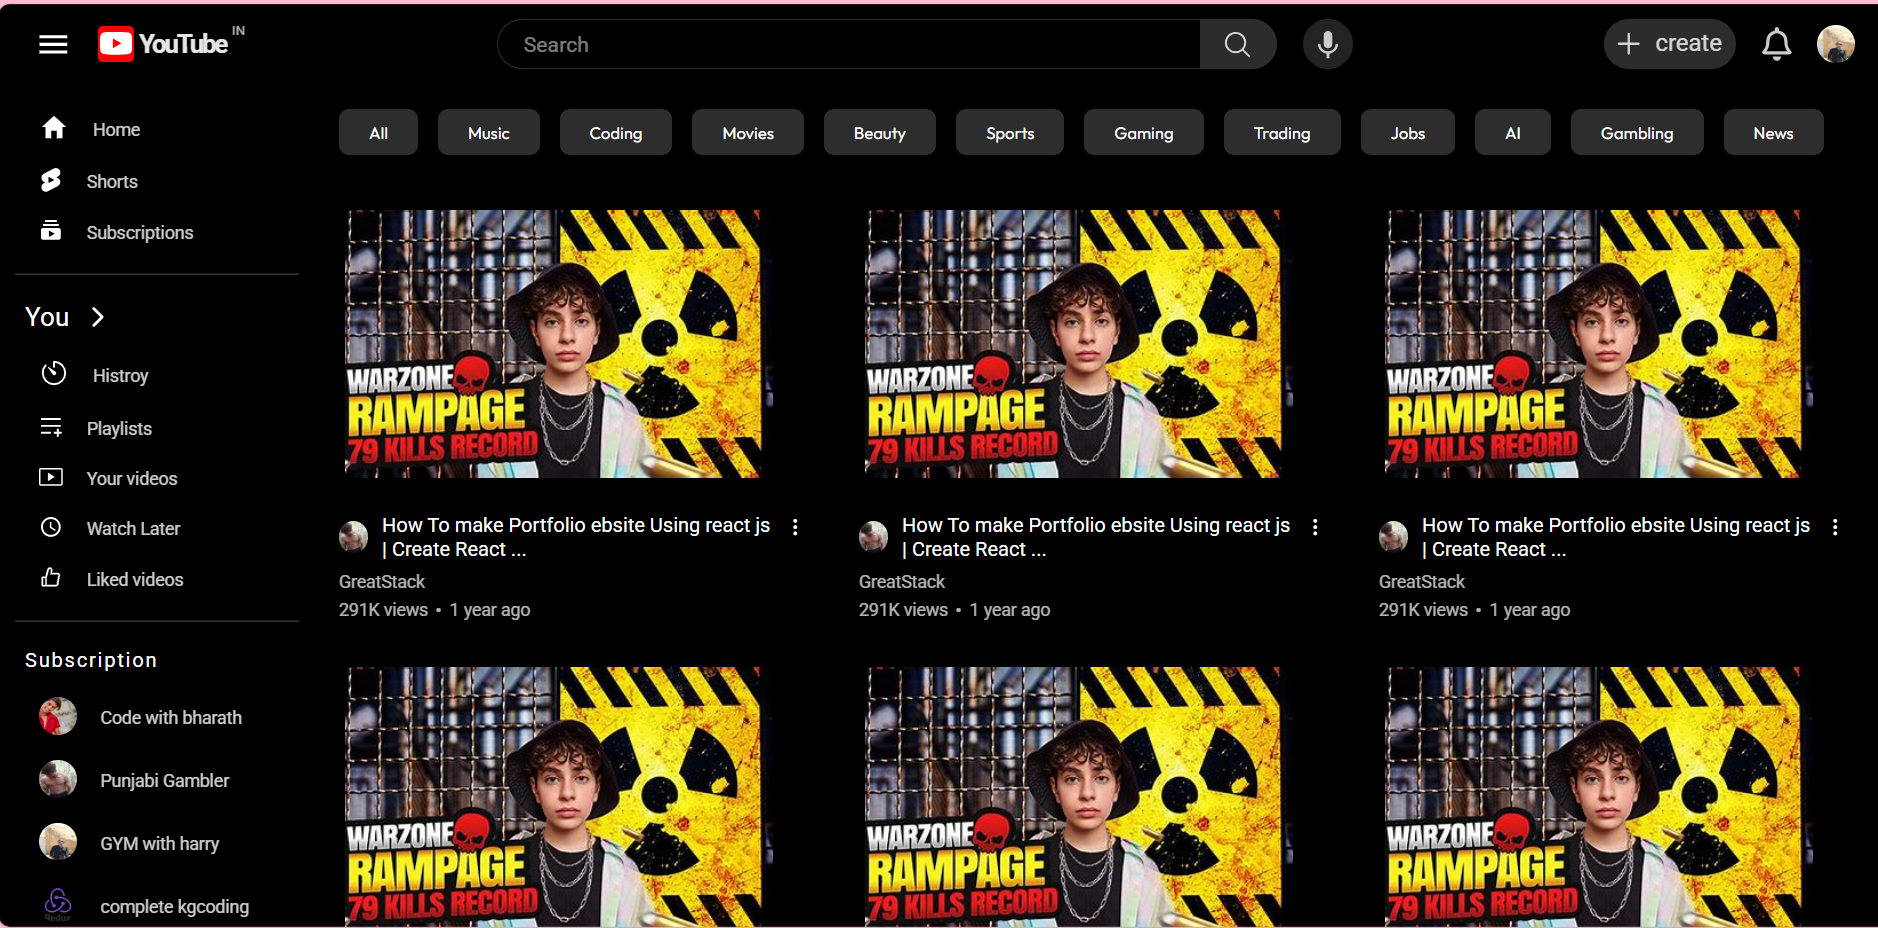 YouTube IN
Search
create
Home
Shorts
Subscriptions
You
Histroy
Playlists
Your videos
Watch Later
Liked videos
Subscription
Code with bharath
Punjabi Gambler
GYM with harry
Redux
complete kgcoding
All Music Coding Movies Beauty Sports Gaming Trading Jobs AI Gambling News
WARZONE
RAMPAGE
79 KILLS RECORD
WARZONE
RAMPAGE
79 KILLS RECORD
WARZONE
RAMPAGE
79 KILLS RECORD
How To make Portfolio ebsite Using react js
| Create React ...
GreatStack
291K views • 1 year ago
How To make Portfolio ebsite Using react js
| Create React ...
GreatStack
291K views • 1 year ago
How To make Portfolio ebsite Using react js
| Create React ...
GreatStack
291K views • 1 year ago
WARZONE
RAMPAGE
79 KILLS RECORD
WARZONE
RAMPAGE
79 KILLS RECORD
WARZONE
RAMPAGE
79 KILLS RECORD